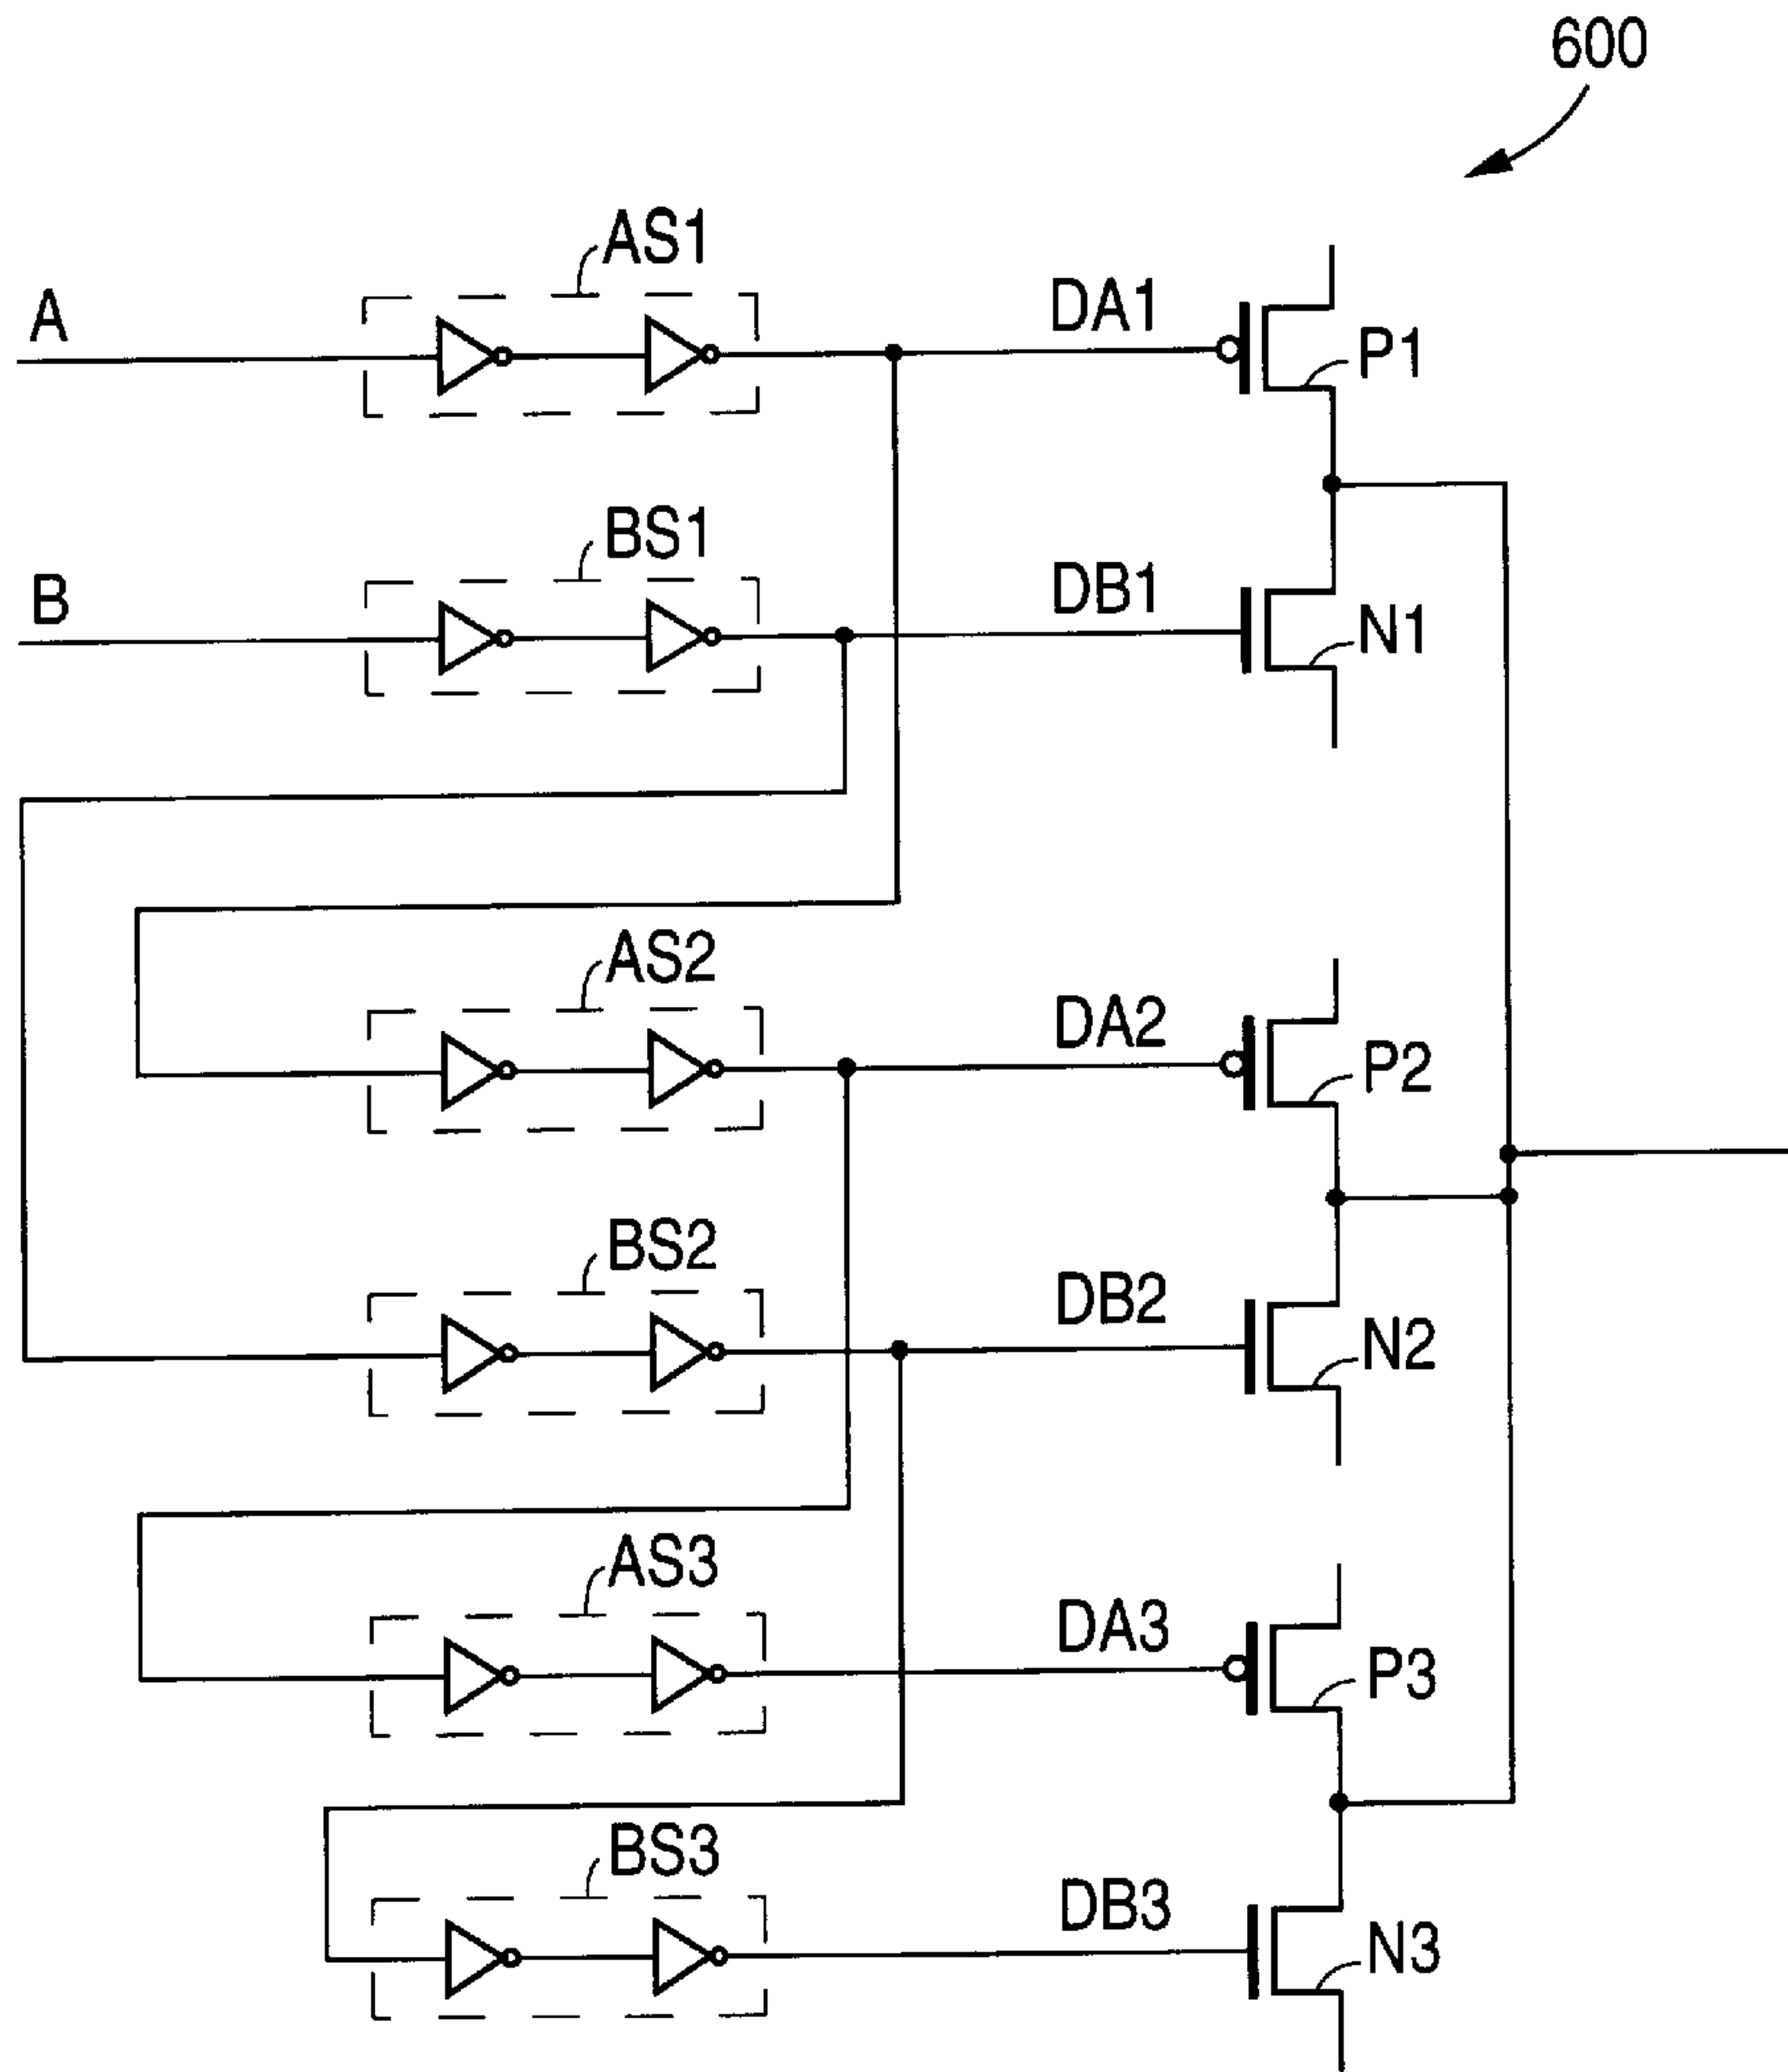 600
AS1
A
DA1
P1
BS1
B
DB1
N1
AS2
DA2
P2
BS2
DB2
N2
AS3
DA3
P3
BS3
DB3
N3